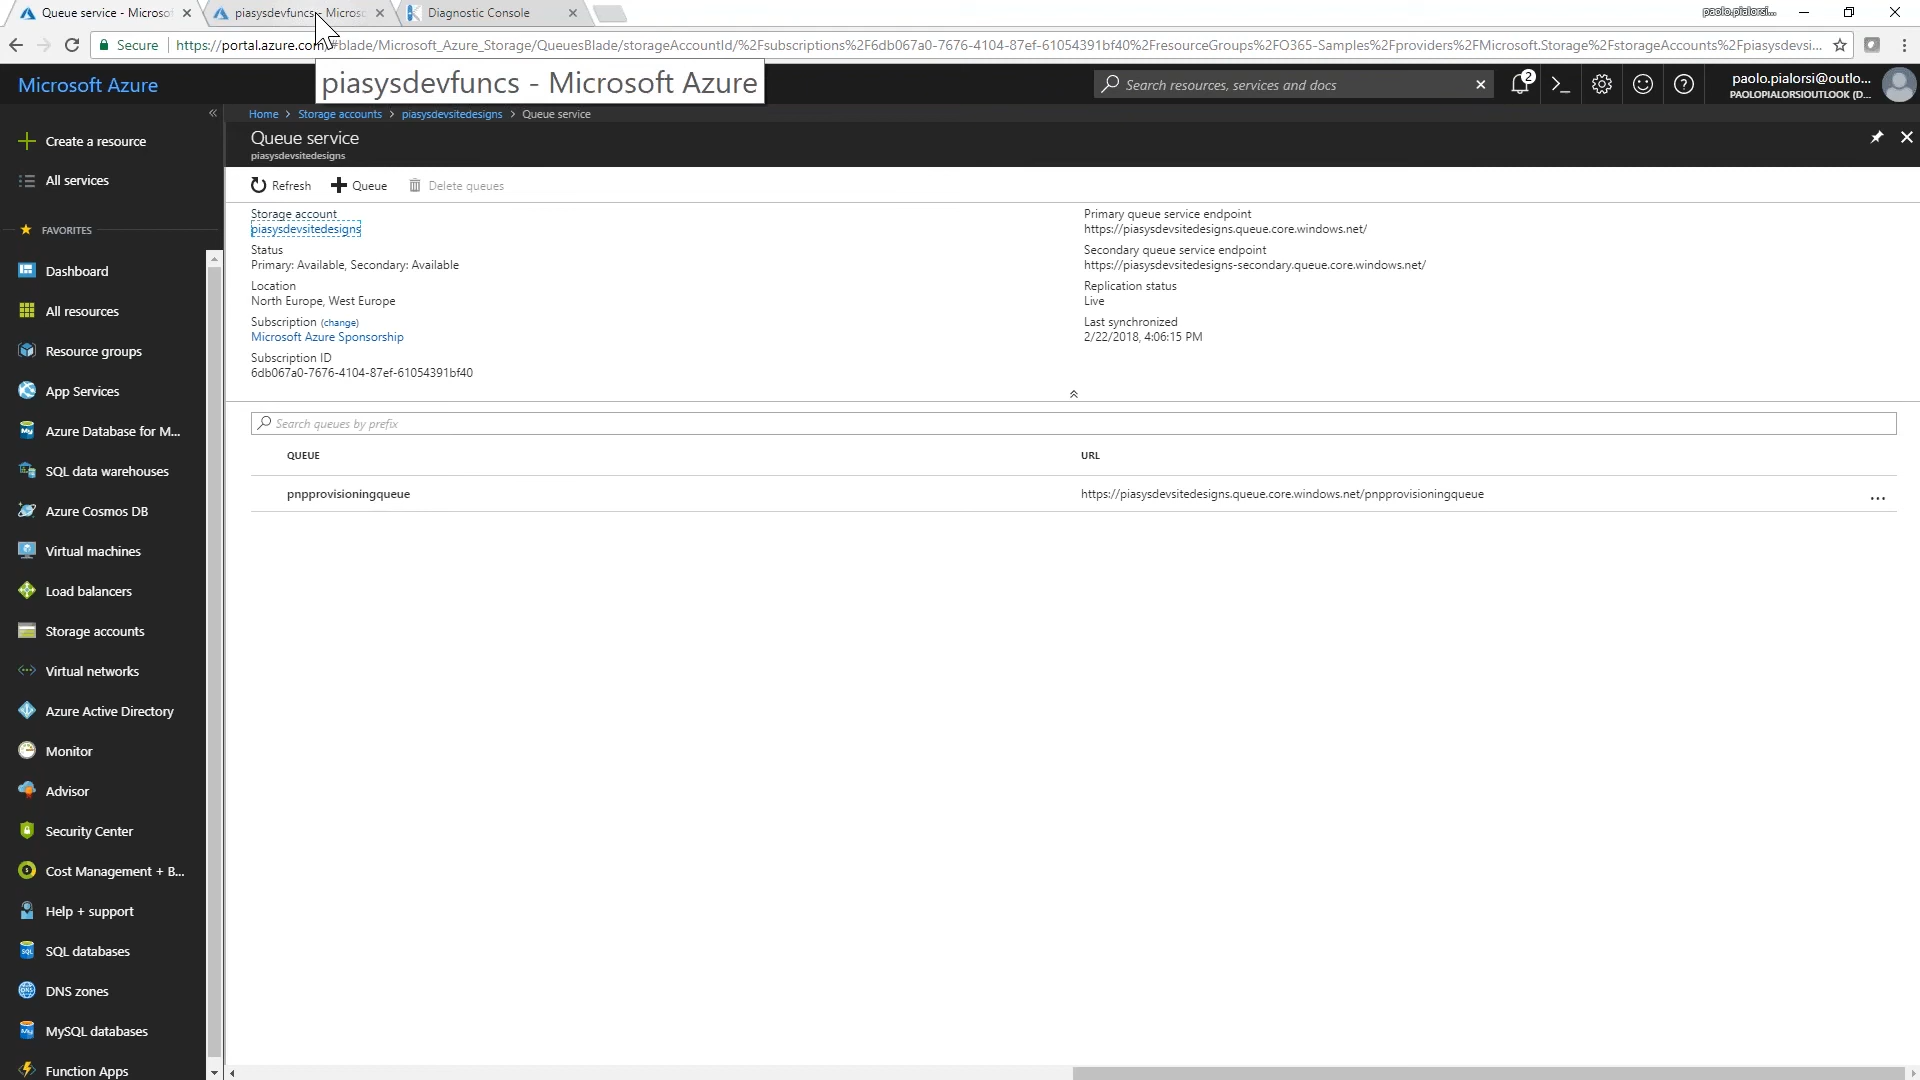 Queue service - Microsof
piasysdevfuncs - Microso
Diagnostic Console
paolo.pialorsi...
Secure
https://portal.azure.com/#blade/Microsoft_Azure_Storage/QueuesBlade/storageAccountId/%2Fsubscriptions%2F6db067a0-7676-4104-87ef-61054391bf40%2FresourceGroups%2FO365-Samples%2Fproviders%2FMicrosoft.Storage%2FstorageAccounts%2Fpiasysdevsi...
piasysdevfuncs - Microsoft Azure
Microsoft Azure
Search resources, services and docs
2
paolo.pialorsi@outlo...
PAOLOPIALORSIOUTLOOK (D...
Home > Storage accounts > piasysdevsitedesigns > Queue service
Queue service
piasysdevsitedesigns
Refresh
Queue
Delete queues
Storage account
piasysdevsitedesigns
Status
Primary: Available, Secondary: Available
Location
North Europe, West Europe
Subscription (change)
Microsoft Azure Sponsorship
Subscription ID
6db067a0-7676-4104-87ef-61054391bf40
Primary queue service endpoint
https://piasysdevsitedesigns.queue.core.windows.net/
Secondary queue service endpoint
https://piasysdevsitedesigns-secondary.queue.core.windows.net/
Replication status
Live
Last synchronized
2/22/2018, 4:06:15 PM
Search queues by prefix
QUEUE
URL
pnpprovisioningqueue
https://piasysdevsitedesigns.queue.core.windows.net/pnpprovisioningqueue
...
Create a resource
All services
FAVORITES
Dashboard
All resources
Resource groups
App Services
Azure Database for M...
SQL data warehouses
Azure Cosmos DB
Virtual machines
Load balancers
Storage accounts
Virtual networks
Azure Active Directory
Monitor
Advisor
Security Center
Cost Management + B...
Help + support
SQL databases
DNS zones
MySQL databases
Function Apps